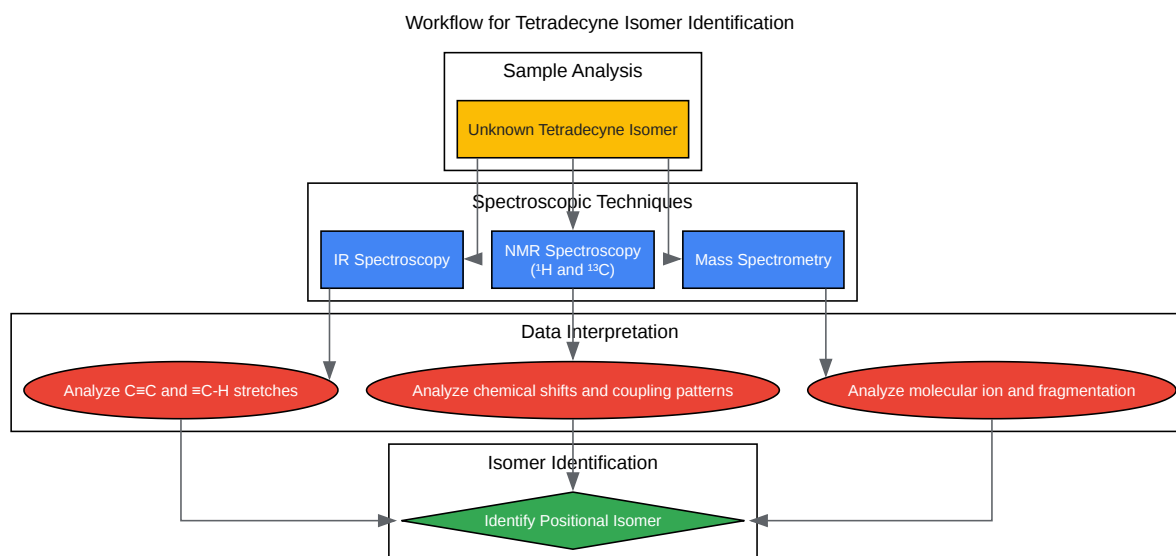 Workflow for Tetradecyne Isomer Identification
Sample Analysis
Unknown Tetradecyne Isomer
Spectroscopic Techniques
IR Spectroscopy
NMR Spectroscopy
(¹H and ¹³C)
Mass Spectrometry
Data Interpretation
Analyze C≡C and ≡C-H stretches
Analyze chemical shifts and coupling patterns
Analyze molecular ion and fragmentation
Isomer Identification
Identify Positional Isomer